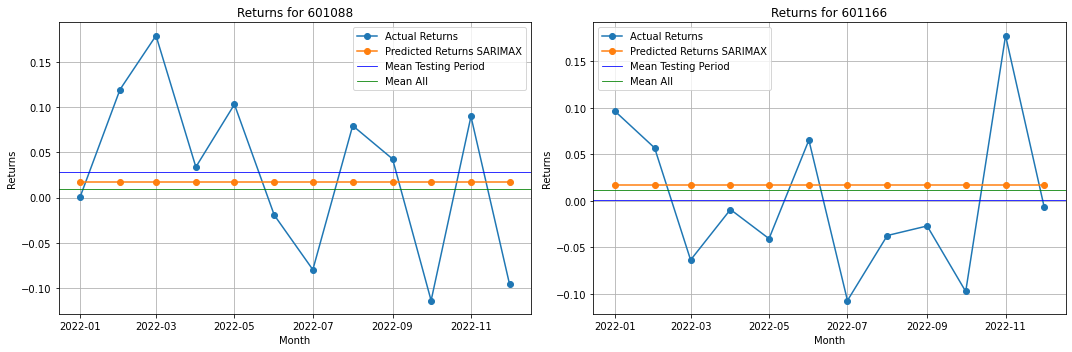 Returns for 601088
Actual Returns
Predicted Returns SARIMAX
Mean Testing Period
Mean All
Returns
0.15
0.10
0.05
0.00
−0.05
−0.10
2022-01
2022-03
2022-05
2022-07
2022-09
2022-11
Month
Returns for 601166
Actual Returns
Predicted Returns SARIMAX
Mean Testing Period
Mean All
Returns
0.15
0.10
0.05
0.00
−0.05
−0.10
2022-01
2022-03
2022-05
2022-07
2022-09
2022-11
Month